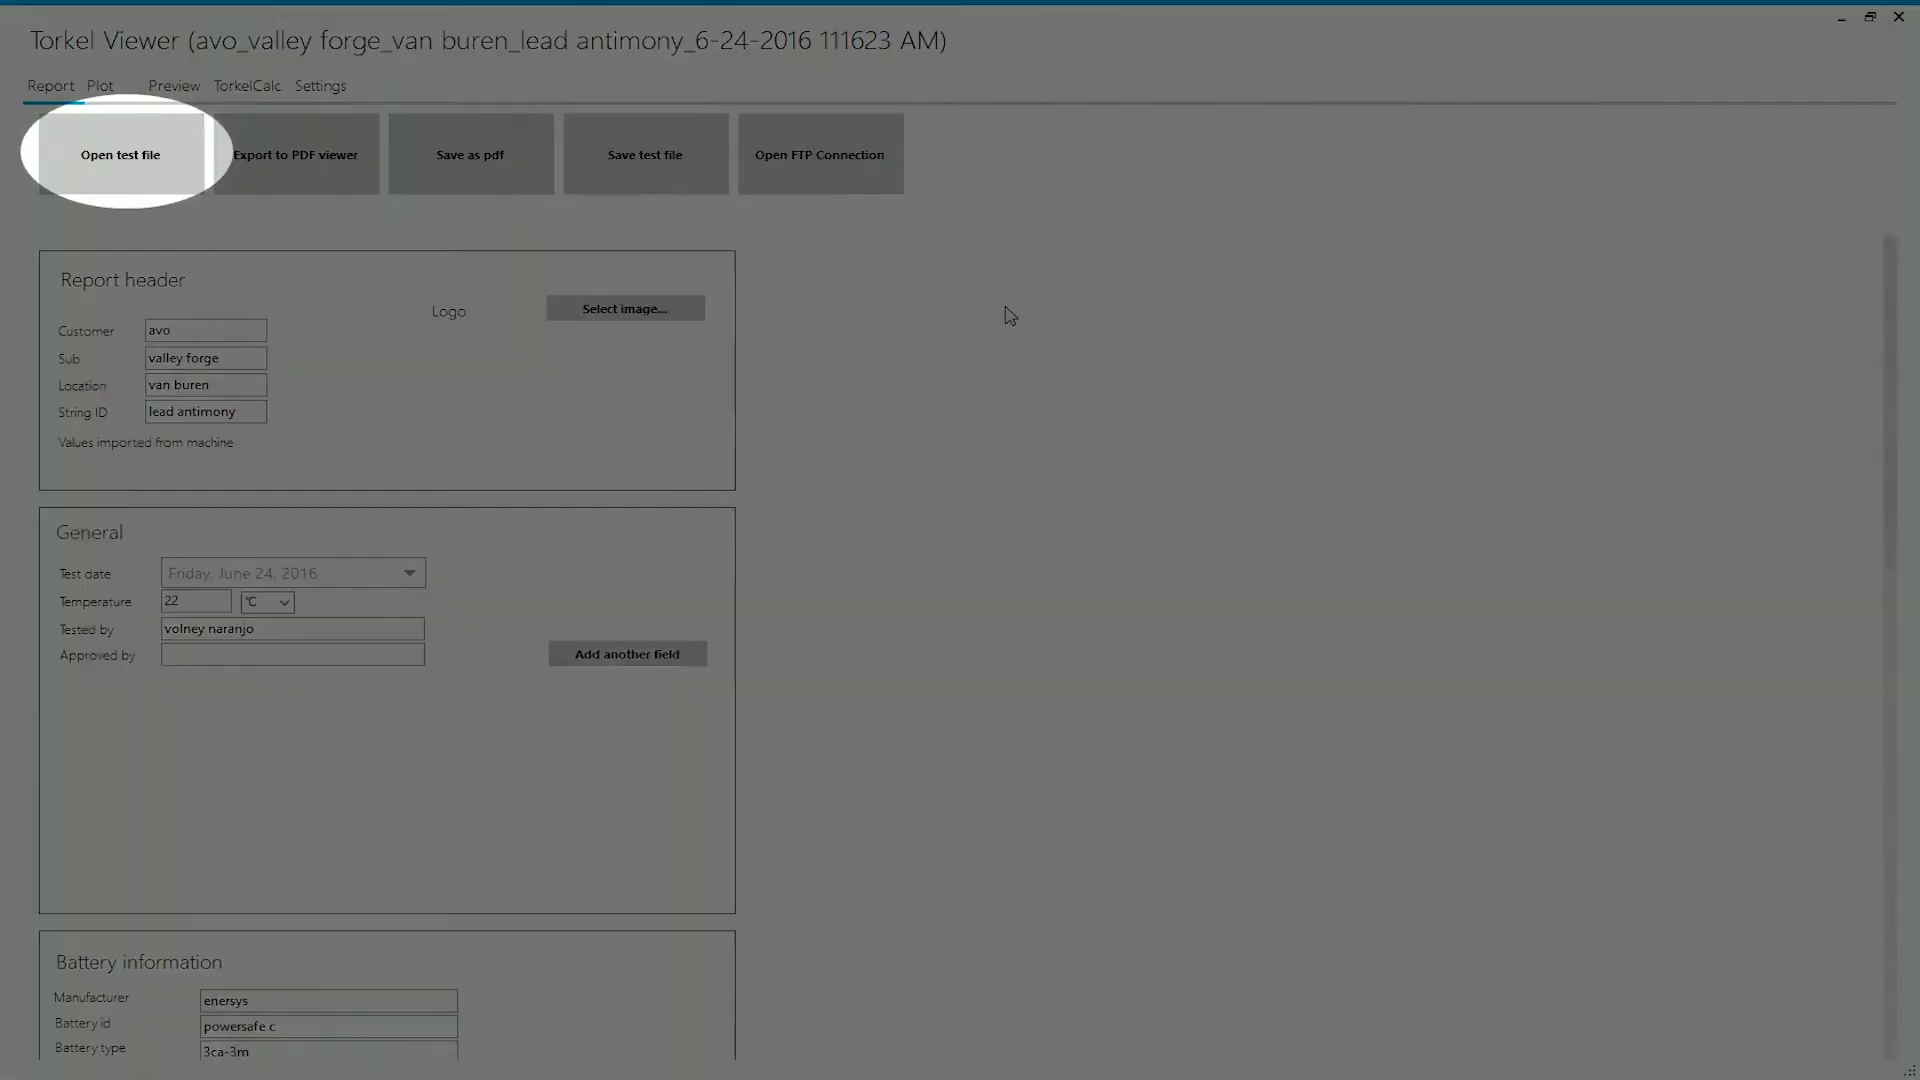 Torkel Viewer (avo_valley forge_van buren_lead antimony_6-24-2016 111623 AM)
Report Plot Preview TorkelCalc Settings
Open test file Export to PDF viewer Save as pdf Save test file Open FTP Connection
Report header
Logo Select image...
Customer avo
Sub valley forge
Location van buren
String ID lead antimony
Values imported from machine
General
Test date Friday, June 24, 2016
Temperature 22 °C
Tested by volney naranjo
Approved by Add another field
Battery information
Manufacturer enersys
Battery id powersafe c
Battery type 3ca-3m